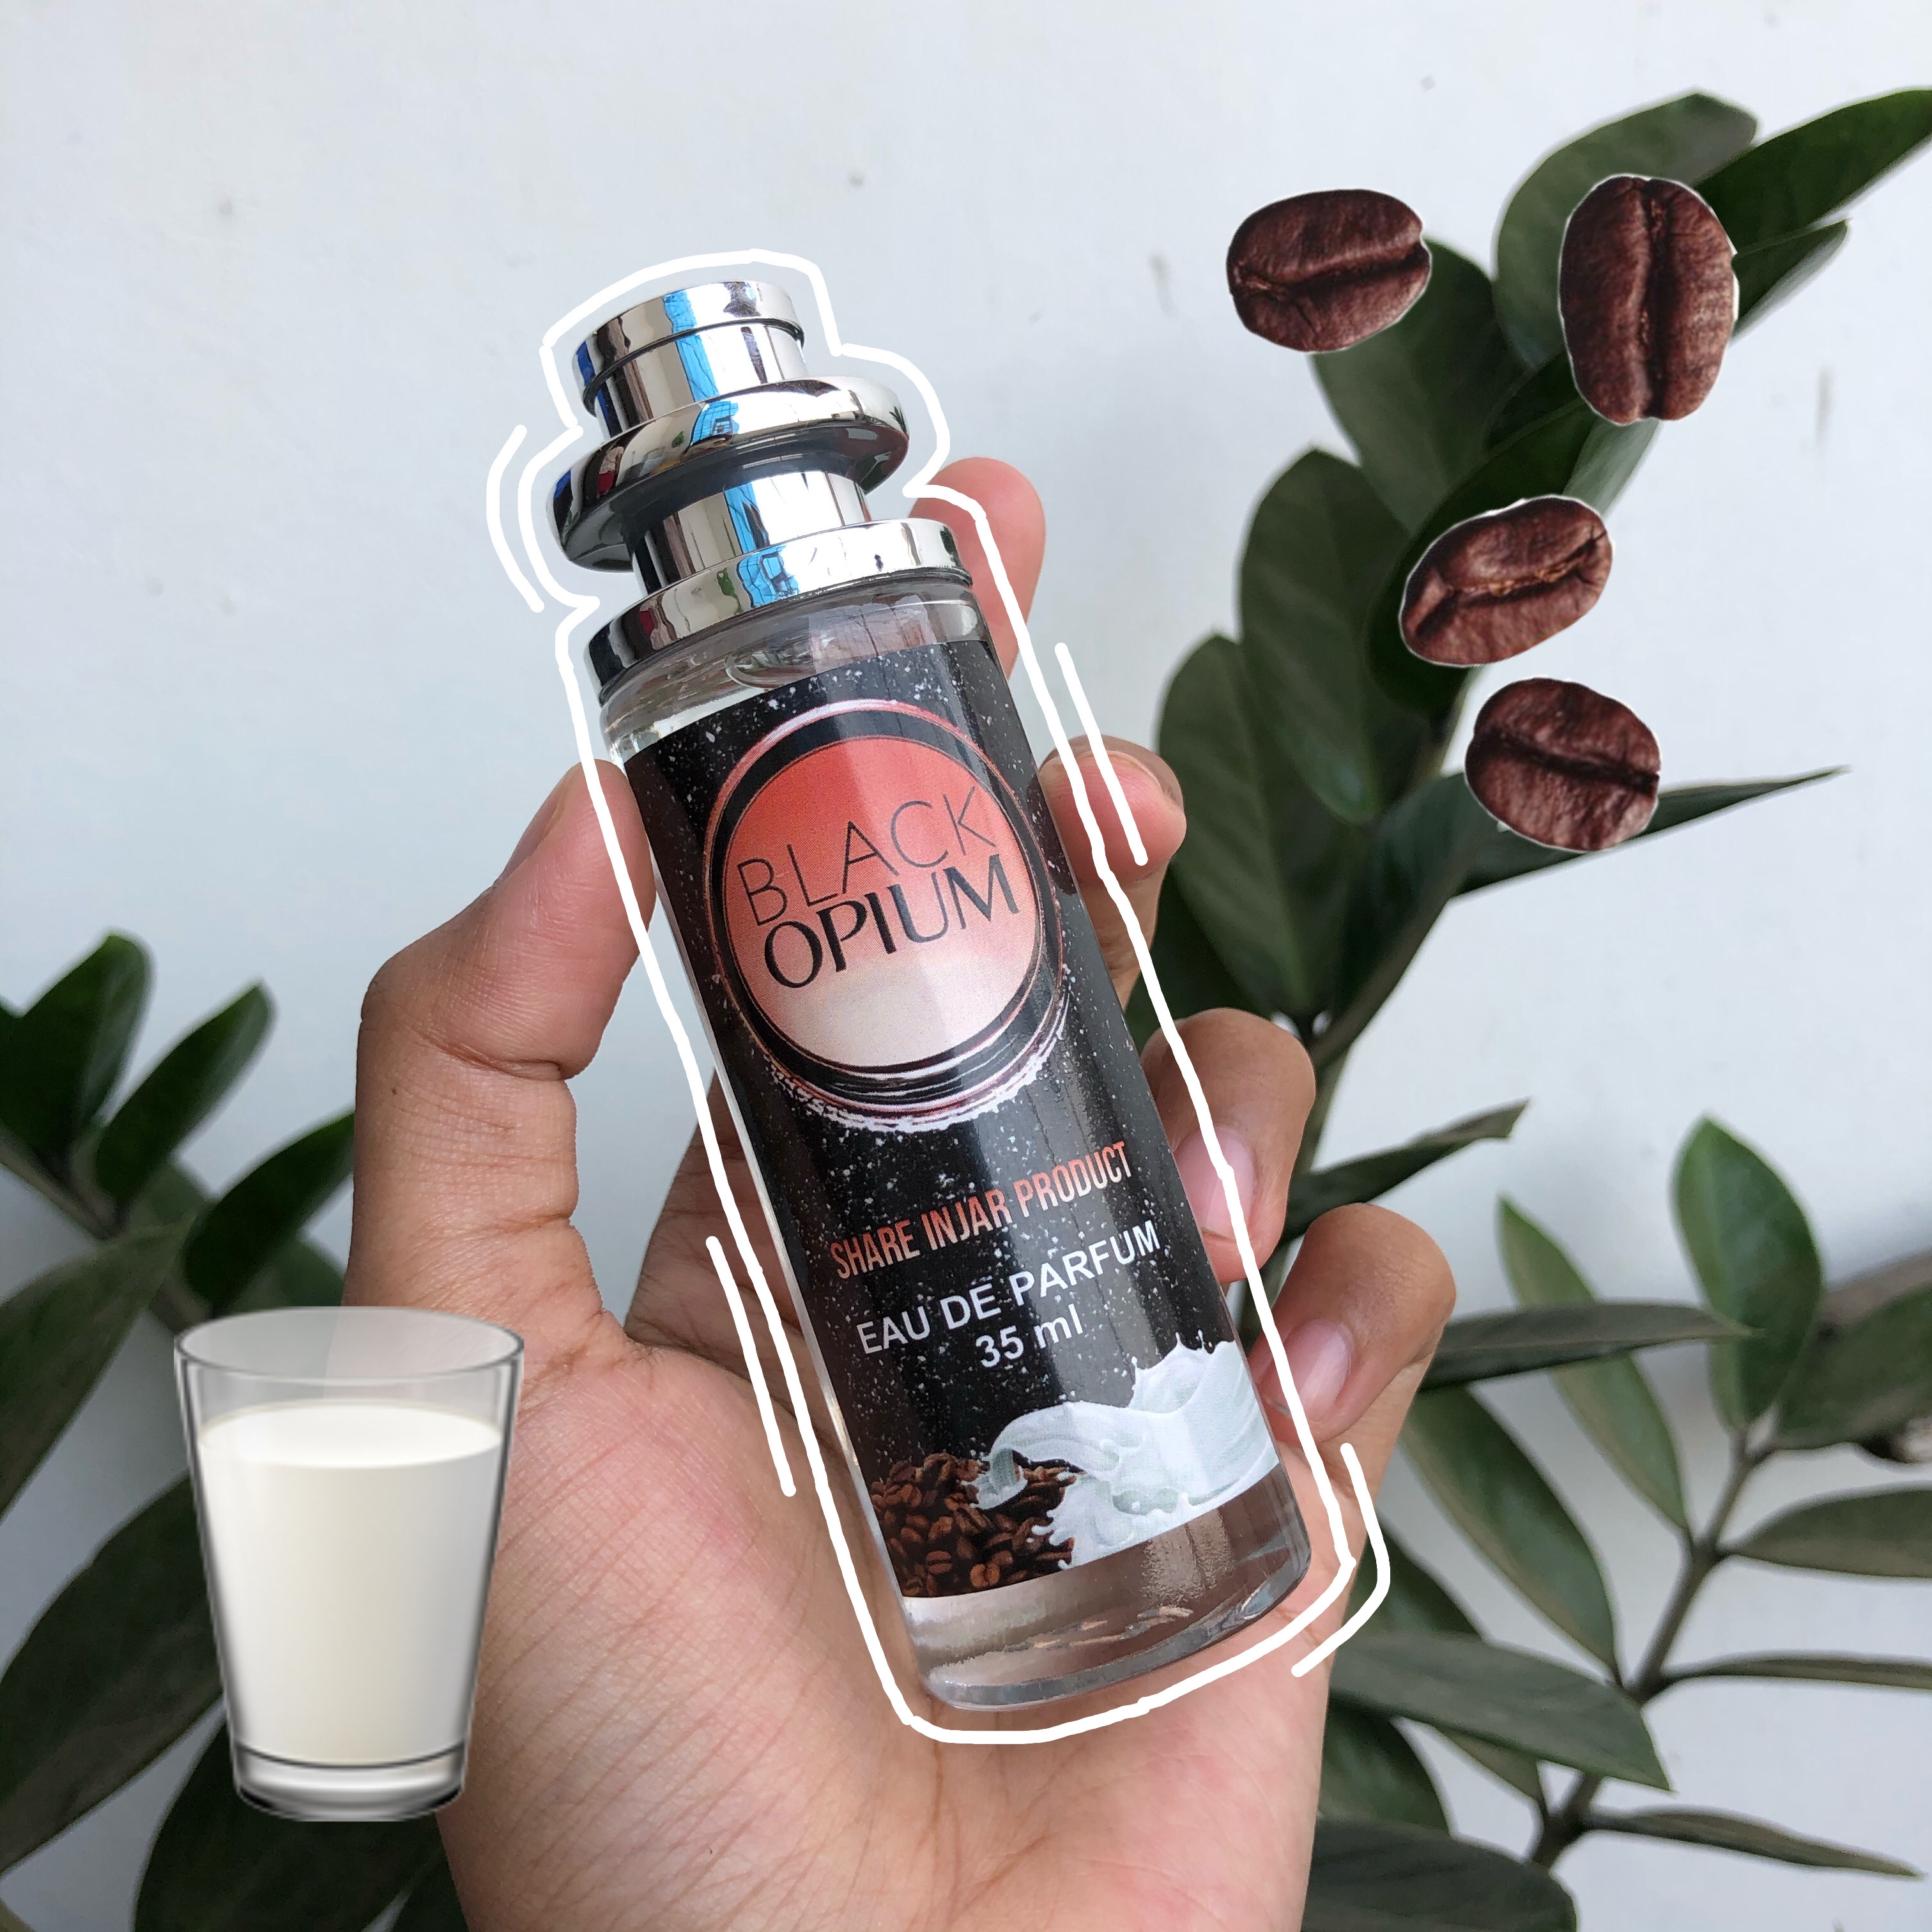 BLACK
OPIUM
SHARE INJAR PRODUCT
EAU DE PARFUM
35 ml